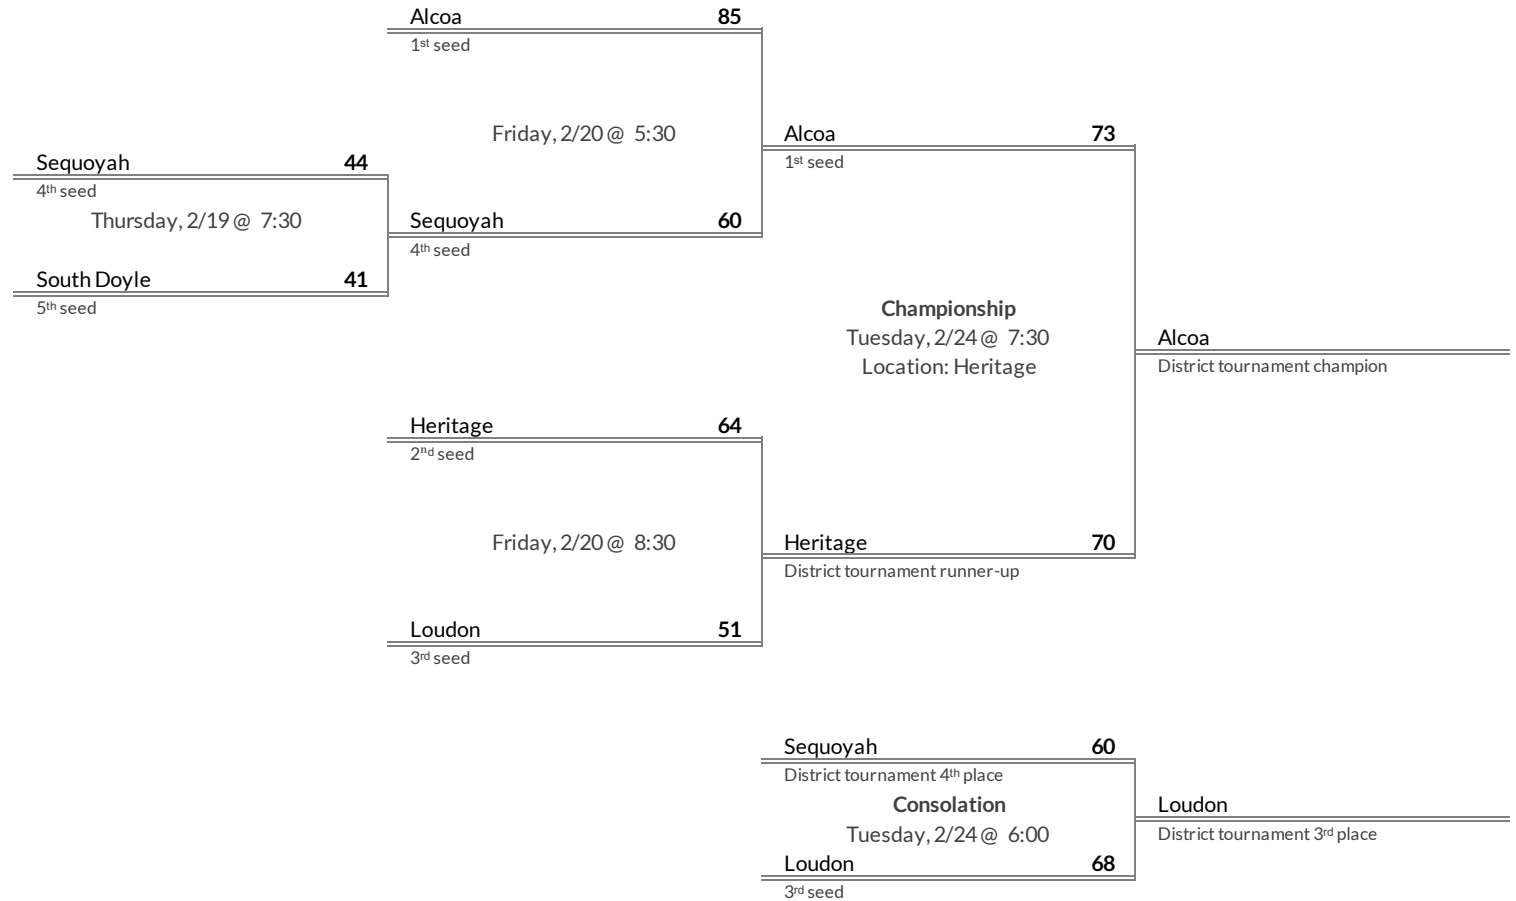 Alcoa 85
1st seed
Friday, 2/20 @ 5:30
Alcoa 73
1st seed
Sequoyah 44
4th seed
Thursday, 2/19 @ 7:30
Sequoyah 60
4th seed
South Doyle 41
5th seed
Championship
Tuesday, 2/24 @ 7:30
Location: Heritage
Alcoa
District tournament champion
Heritage 64
2nd seed
Friday, 2/20 @ 8:30
Heritage 70
District tournament runner-up
Loudon 51
3rd seed
Sequoyah 60
District tournament 4th place
Consolation
Tuesday, 2/24 @ 6:00
Loudon
District tournament 3rd place
Loudon 68
3rd seed